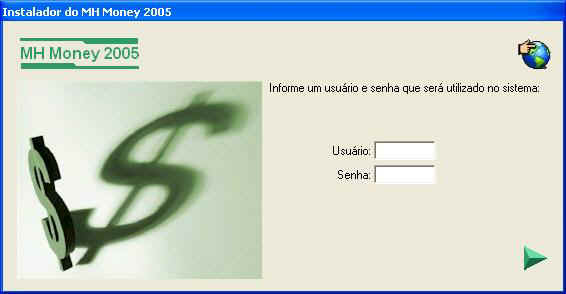 Instalador do MH Money 2005
MH Money 2005
Informe um usuário e senha que será utilizado no sistema:
Usuário:
Senha: